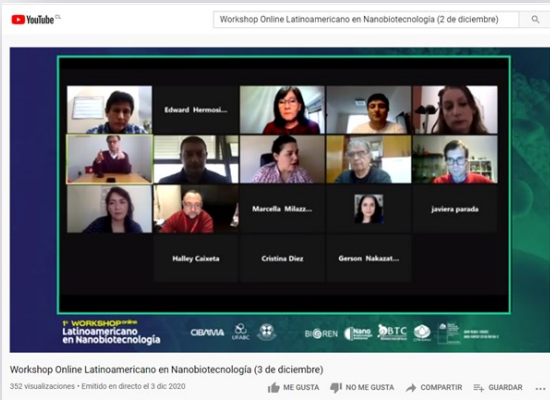 YouTube CL
Workshop Online Latinoamericano en Nanobiotecnología (2 de diciembre)
Edward Hermosi...
Marcella Milazz...
javiera parada
Halley Caixeta
Cristina Diez
Gerson Nakazat...
1º WORKSHOP online
Latinoamericano
en Nanobiotecnología
UFABC
BIOREN
Nano
BTC
Workshop Online Latinoamericano en Nanobiotecnología (3 de diciembre)
352 visualizaciones • Emitido en directo el 3 dic 2020
ME GUSTA
NO ME GUSTA
COMPARTIR
GUARDAR